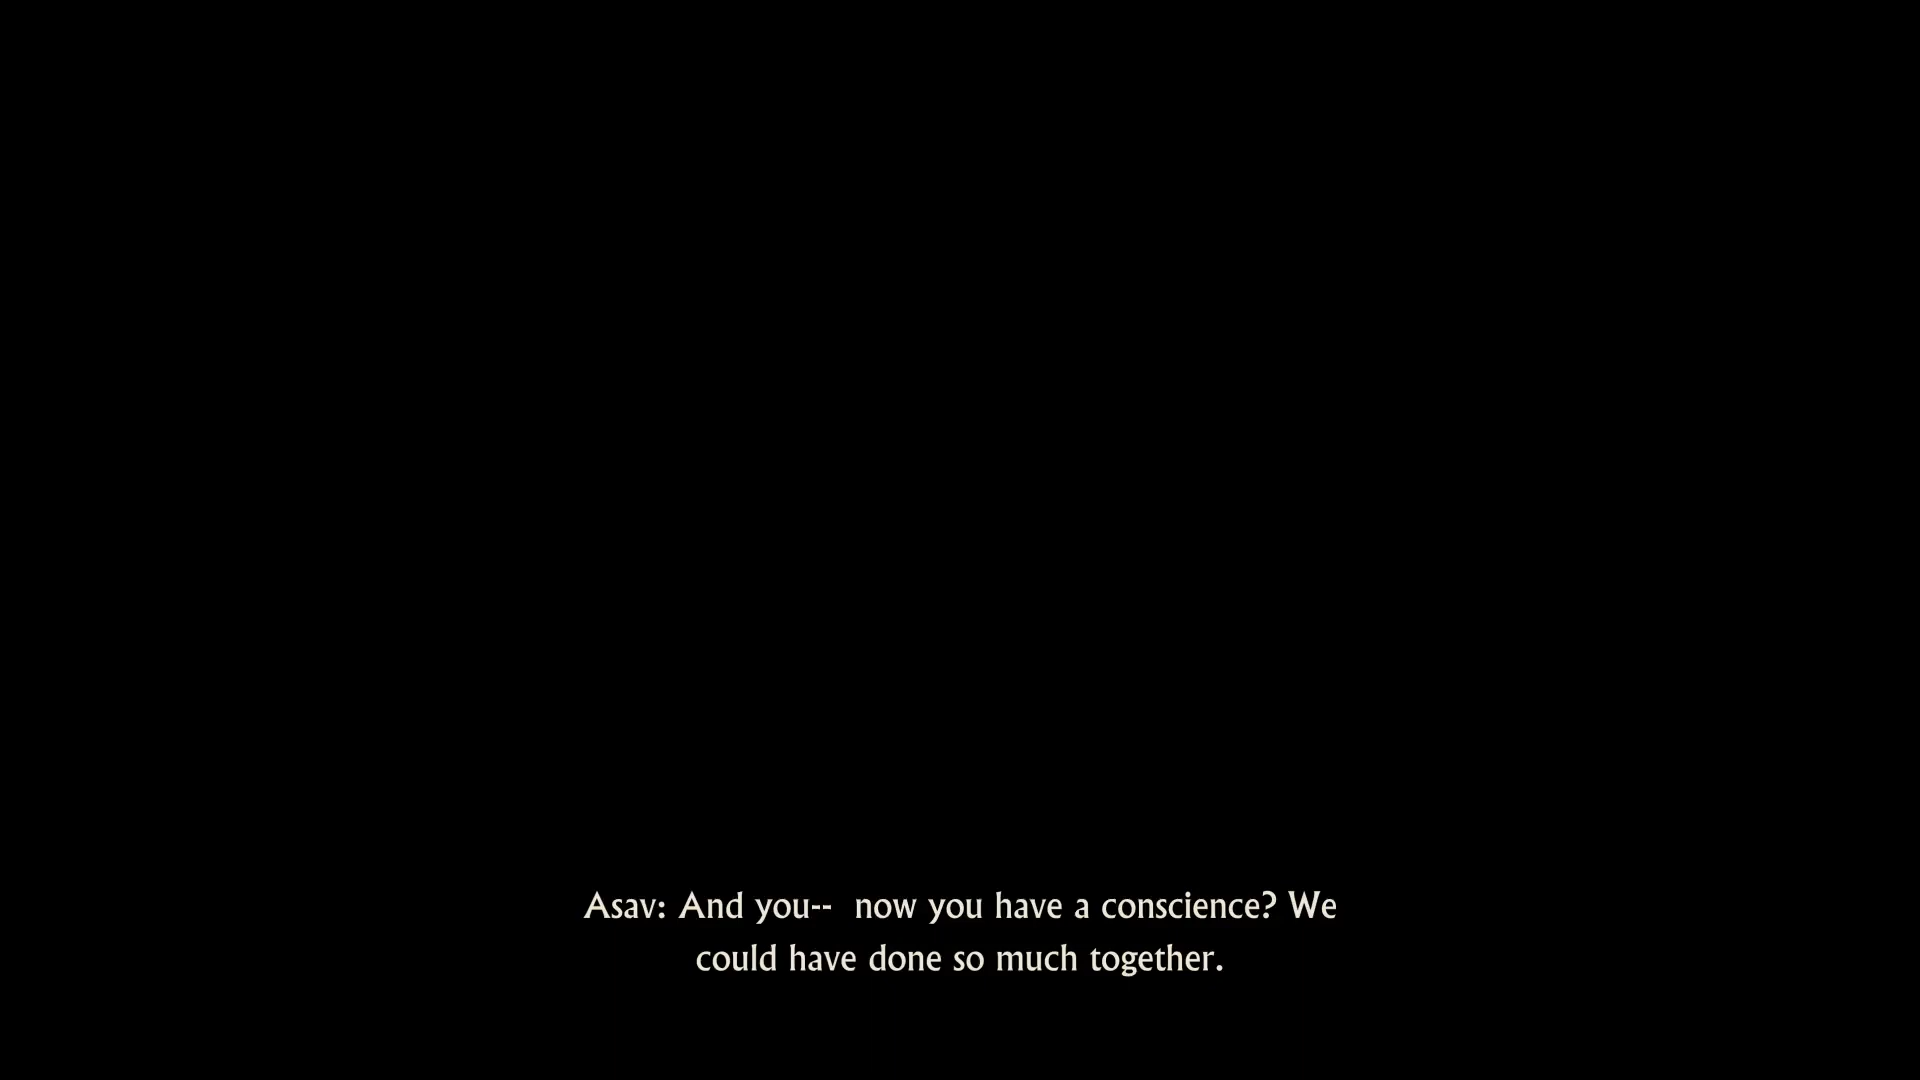 Asav: And you--  now you have a conscience? We
could have done so much together.